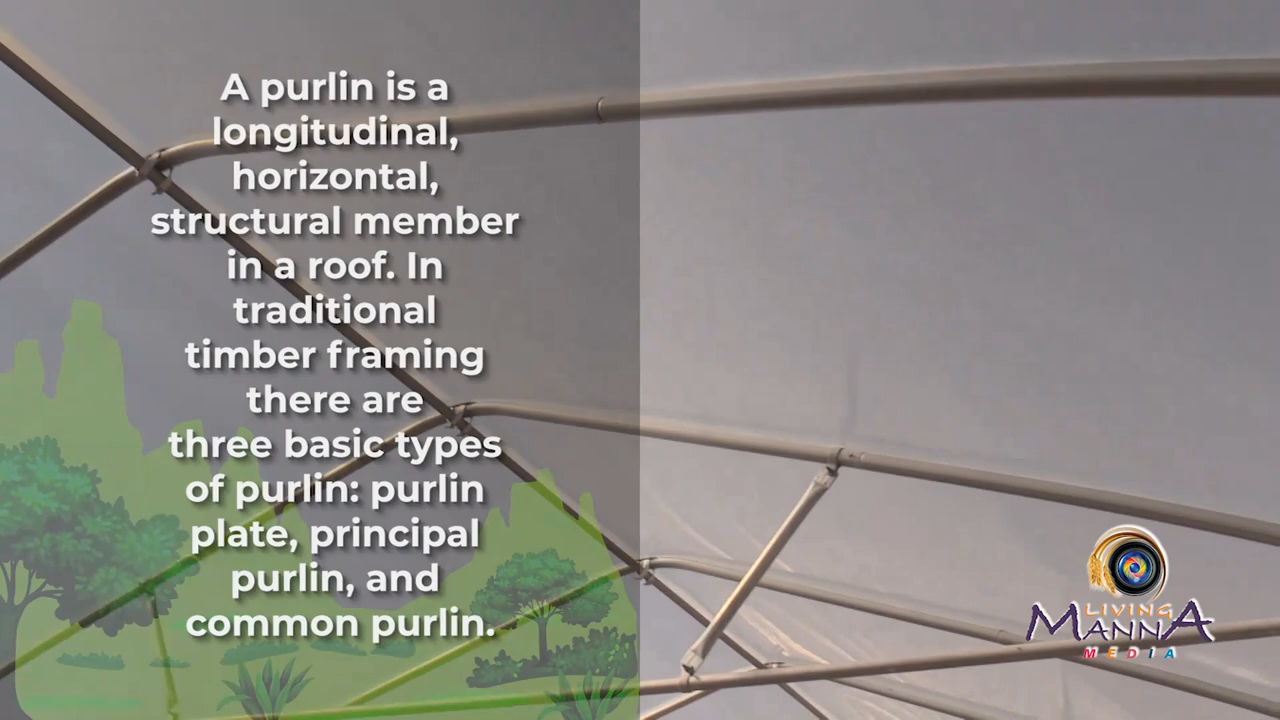 A purlin is a
longitudinal,
horizontal,
structural member
in a roof. In
traditional
timber framing
there are
three basic types
of purlin: purlin
plate, principal
purlin, and
common purlin.
LIVING
MANNA
MEDIA